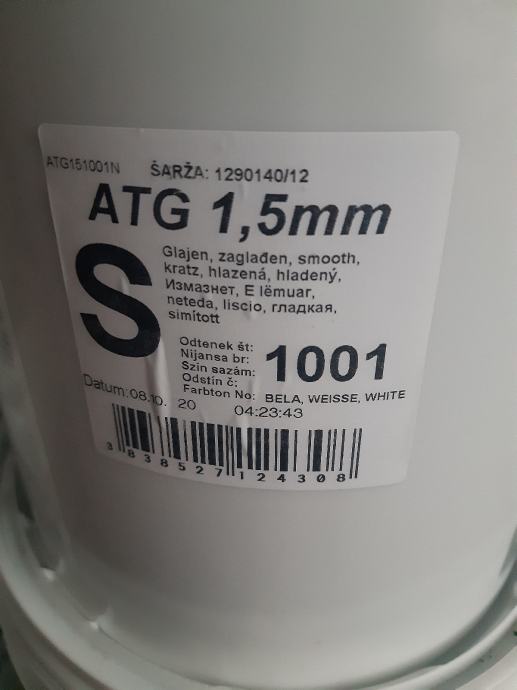 ATG151001N ŠARŽA: 1290140/12
ATG 1,5mm
S
Glajen, zaglađen, smooth,
kratz, hlazená, hladený,
Измазнет, E lëmuar,
neteda, liscio, гладкая,
simított
Odtenek št:
Nijansa br:
Szin sazám:
Odstín č:
Farbton No:
1001
BELA, WEISSE, WHITE
Datum:08.10. 20 04:23:43
3838527124308